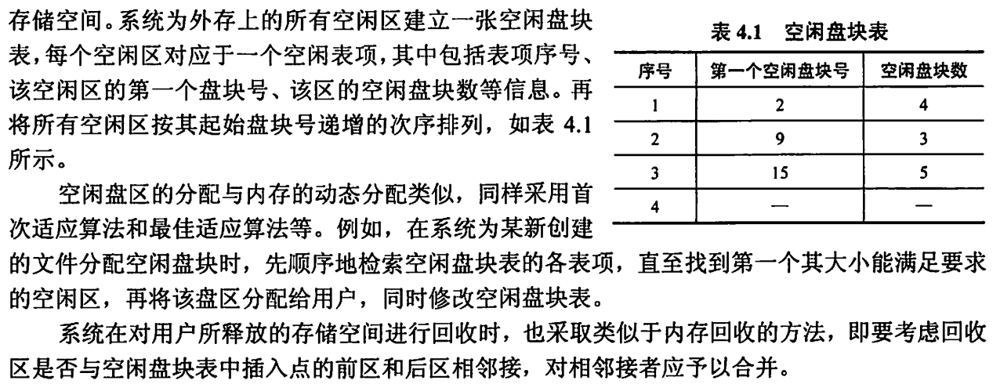 存储空间。系统为外存上的所有空闲区建立一张空闲盘块
表，每个空闲区对应于一个空闲表项，其中包括表项序号、
该空闲区的第一个盘块号、该区的空闲盘块数等信息。再
将所有空闲区按其起始盘块号递增的次序排列，如表 4.1
所示。
表 4.1 空闲盘块表
序号 第一个空闲盘块号 空闲盘块数
1 2 4
2 9 3
3 15 5
4 — —
空闲盘区的分配与内存的动态分配类似，同样采用首
次适应算法和最佳适应算法等。例如，在系统为某新创建
的文件分配空闲盘块时，先顺序地检索空闲盘块表的各表项，直至找到第一个其大小能满足要求
的空闲区，再将该盘区分配给用户，同时修改空闲盘块表。
系统在对用户所释放的存储空间进行回收时，也采取类似于内存回收的方法，即要考虑回收
区是否与空闲盘块表中插入点的前区和后区相邻接，对相邻接者应予以合并。